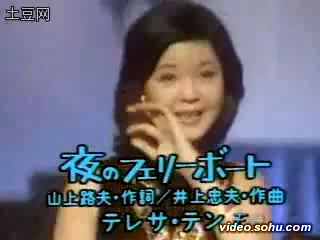 土豆网
夜のフェリーボート
山上路夫・作詞／井上忠夫・作曲
テレサ・テン
video.sohu.com